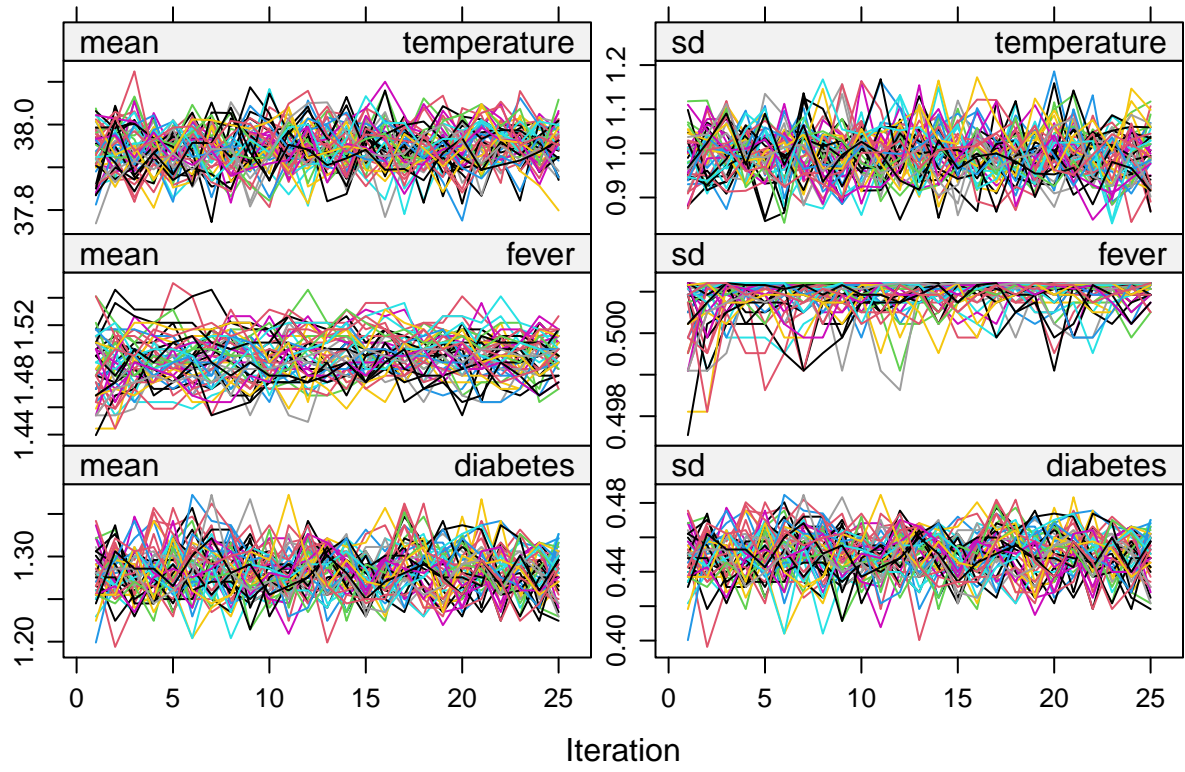 mean temperature
sd temperature
37.8 38.0
0.9 1.0 1.1 1.2
mean fever
sd fever
1.44 1.48 1.52
0.498 0.500
mean diabetes
sd diabetes
1.20 1.30
0.40 0.44 0.48
0 5 10 15 20 25
0 5 10 15 20 25
Iteration